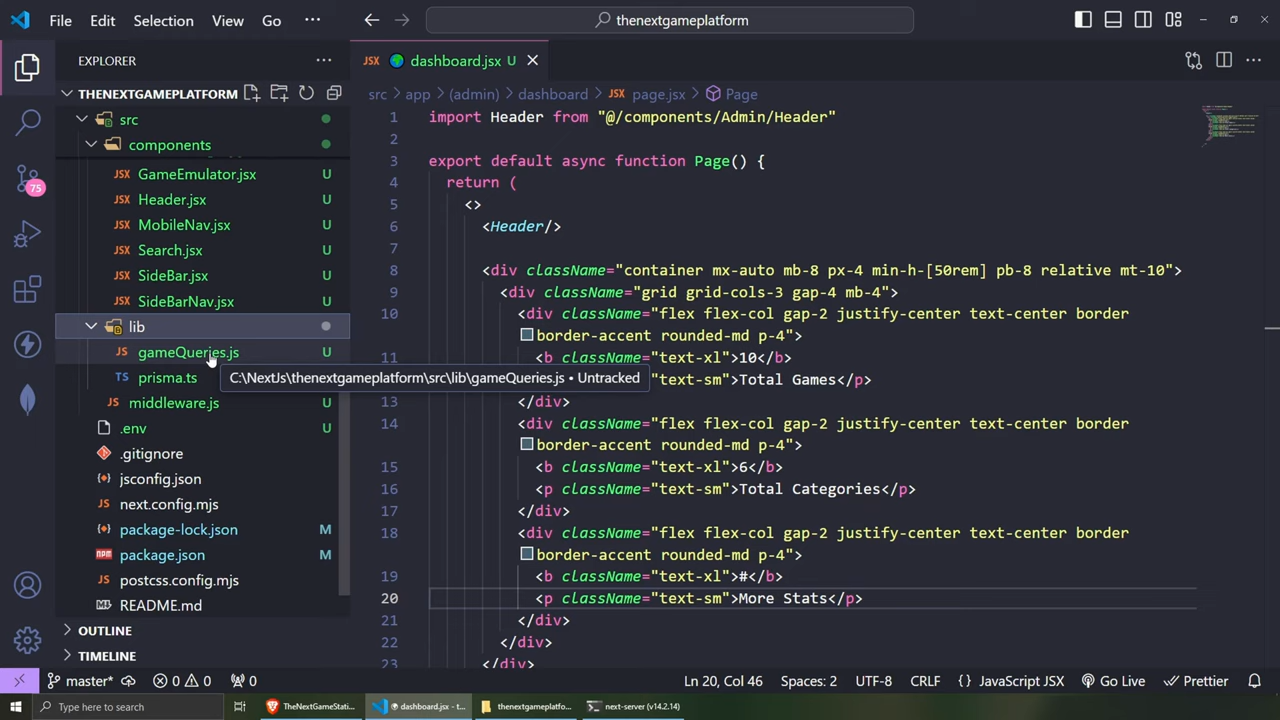 File Edit Selection View Go ···
thenextgameplatform
EXPLORER
THENEXTGAMEPLATFORM
src
components
JSX GameEmulator.jsx U
JSX Header.jsx U
JSX MobileNav.jsx U
JSX Search.jsx U
JSX SideBar.jsx U
JSX SideBarNav.jsx U
lib
JS gameQueries.js U
TS prisma.ts U
JS middleware.js U
.env U
.gitignore
jsconfig.json
next.config.mjs
package-lock.json M
package.json M
postcss.config.mjs
README.md
OUTLINE
TIMELINE
75
C:\NextJs\thenextgameplatform\src\lib\gameQueries.js • Untracked
JSX dashboard.jsx U
src > app > (admin) > dashboard > JSX page.jsx > Page
1 import Header from "@/components/Admin/Header"
2
3 export default async function Page() {
4 return (
5 <>
6 <Header/>
7
8 <div className="container mx-auto mb-8 px-4 min-h-[50rem] pb-8 relative mt-10">
9 <div className="grid grid-cols-3 gap-4 mb-4">
10 <div className="flex flex-col gap-2 justify-center text-center border
border-accent rounded-md p-4">
11 <b className="text-xl">10</b>
className="text-sm">Total Games</p>
13 </div>
14 <div className="flex flex-col gap-2 justify-center text-center border
border-accent rounded-md p-4">
15 <b className="text-xl">6</b>
16 <p className="text-sm">Total Categories</p>
17 </div>
18 <div className="flex flex-col gap-2 justify-center text-center border
border-accent rounded-md p-4">
19 <b className="text-xl">#</b>
20 <p className="text-sm">More Stats</p>
21 </div>
22 </div>
23 </div>
master* 0 0 0
Ln 20, Col 46 Spaces: 2 UTF-8 CRLF {} JavaScript JSX Go Live Prettier
Type here to search
TheNextGameStati...
dashboard.jsx - t...
thenextgameplatfo...
next-server (v14.2.14)